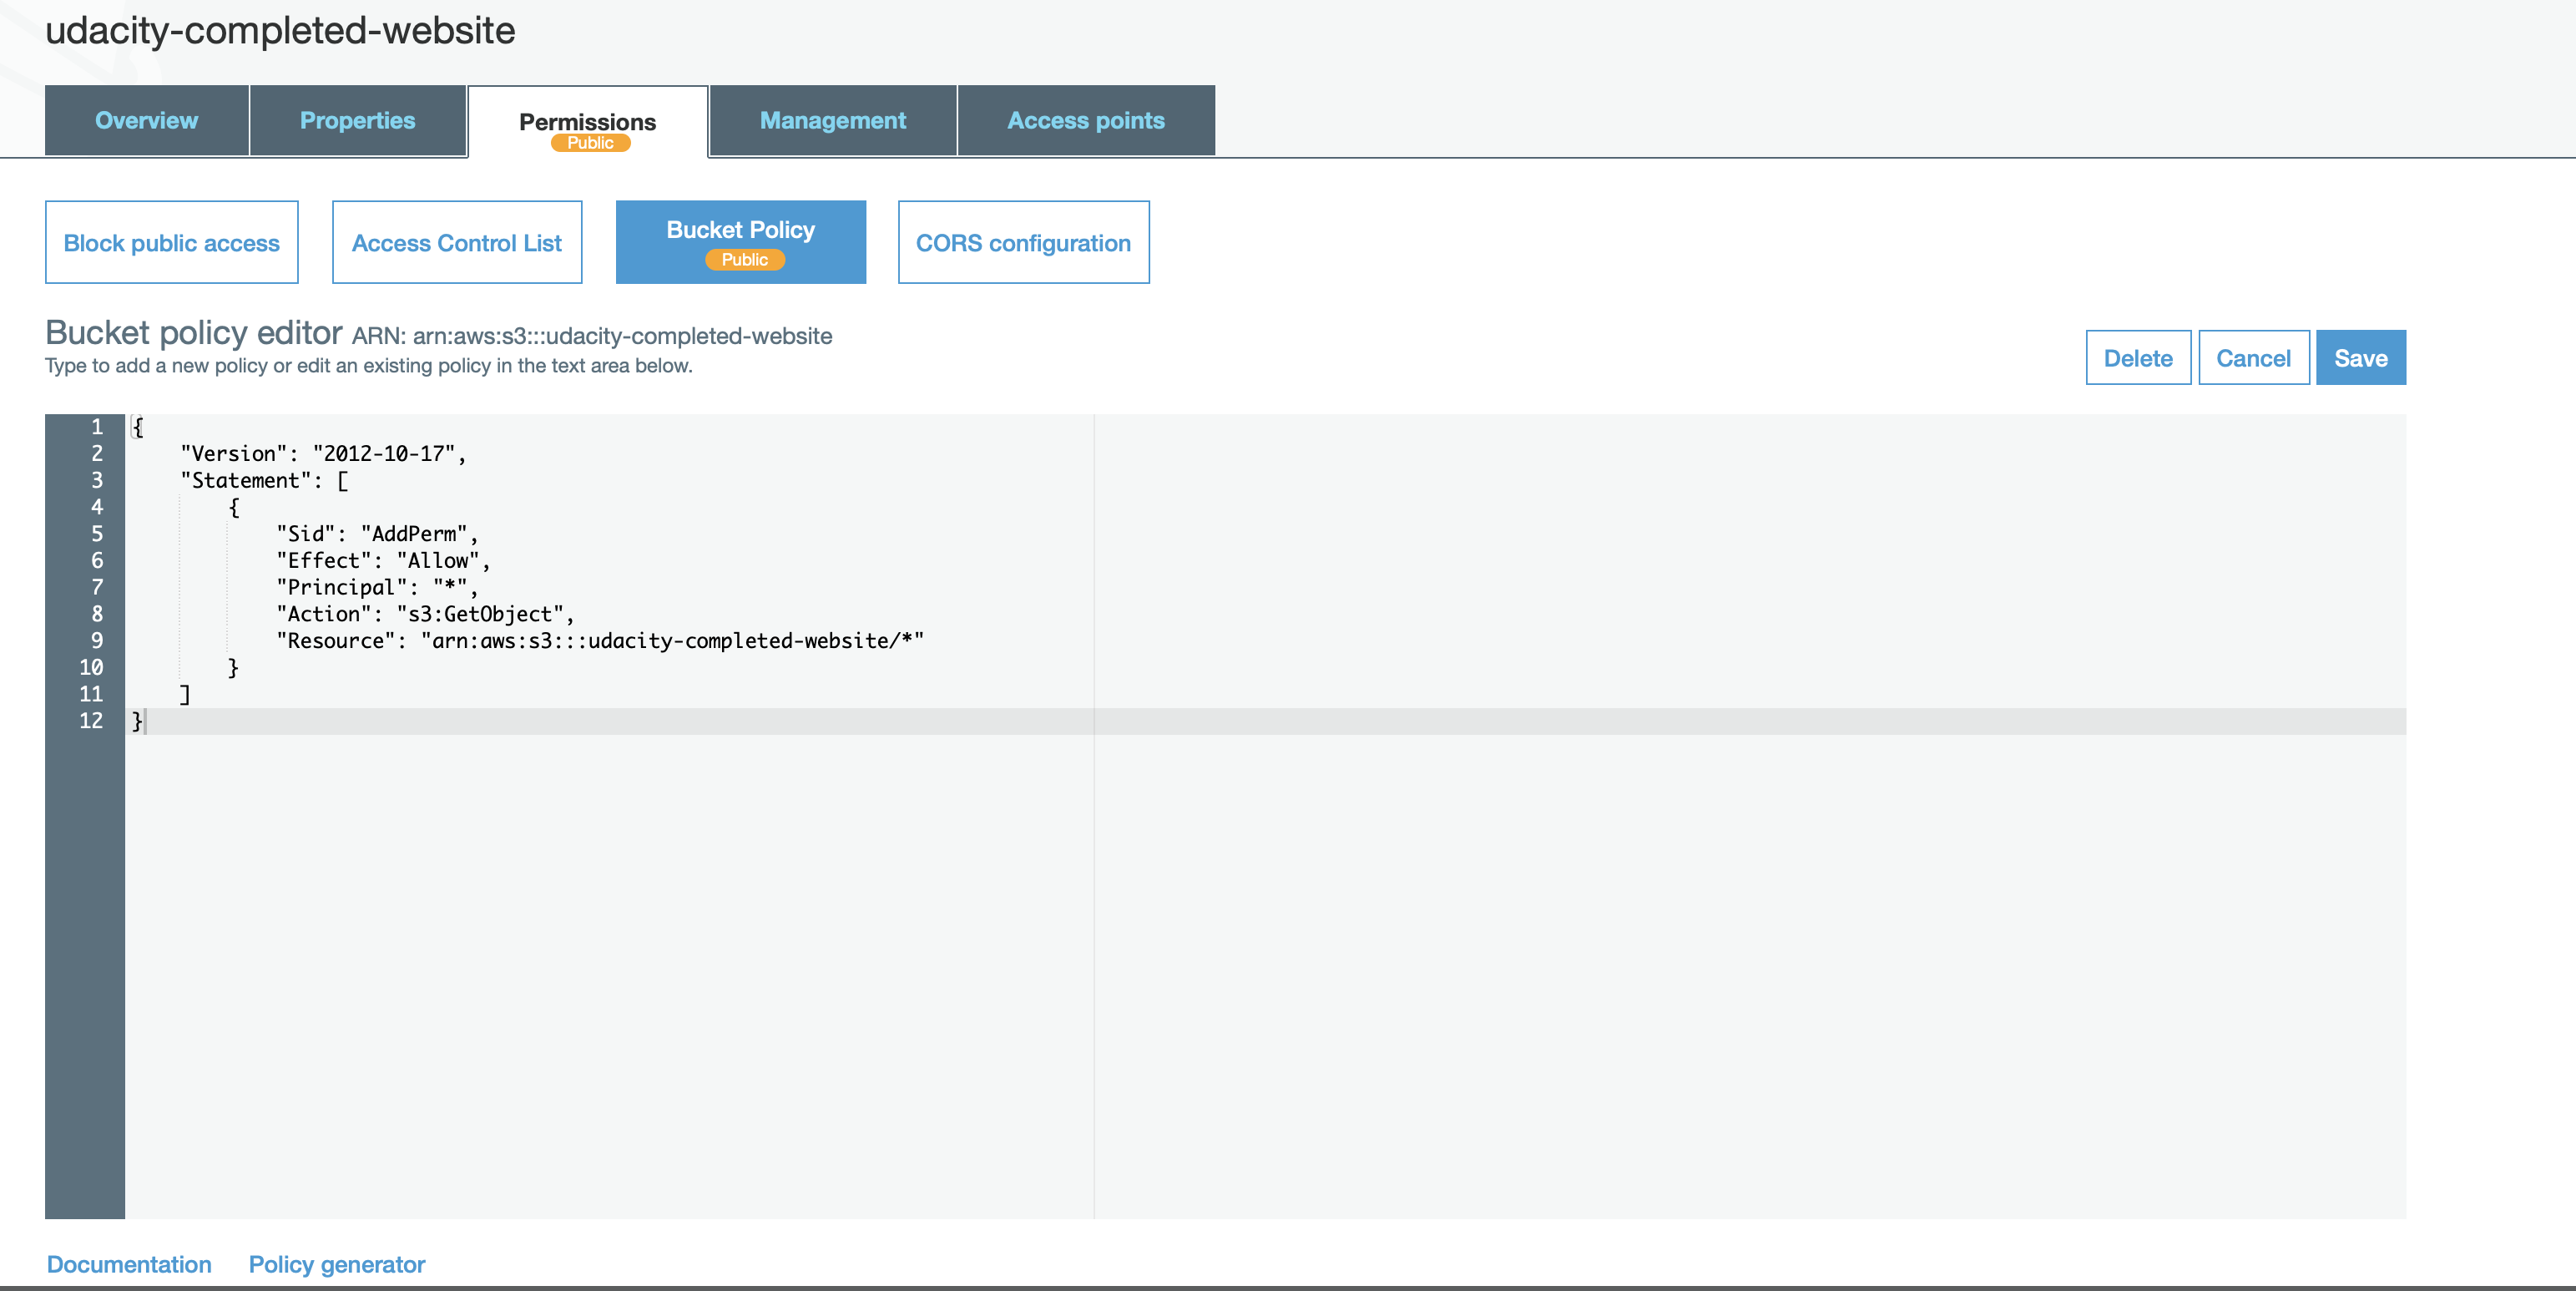 udacity-completed-website
Overview Properties Permissions Management Access points
Public
Block public access Access Control List Bucket Policy CORS configuration
Public
Bucket policy editor ARN: arn:aws:s3:::udacity-completed-website
Type to add a new policy or edit an existing policy in the text area below.
Delete Cancel Save
1 {
2     "Version": "2012-10-17",
3     "Statement": [
4         {
5             "Sid": "AddPerm",
6             "Effect": "Allow",
7             "Principal": "*",
8             "Action": "s3:GetObject",
9             "Resource": "arn:aws:s3:::udacity-completed-website/*"
10         }
11     ]
12 }
Documentation Policy generator